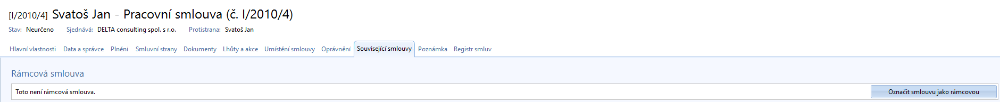 [I/2010/4] Svatoš Jan - Pracovní smlouva (č. I/2010/4)
Stav: Neurčeno Sjednává: DELTA consulting spol. s r.o. Protistrana: Svatoš Jan
Hlavní vlastnosti Data a správce Plnění Smluvní strany Dokumenty Lhůty a akce Umístění smlouvy Oprávnění Související smlouvy Poznámka Registr smluv
Rámcová smlouva
Toto není rámcová smlouva. Označit smlouvu jako rámcovou